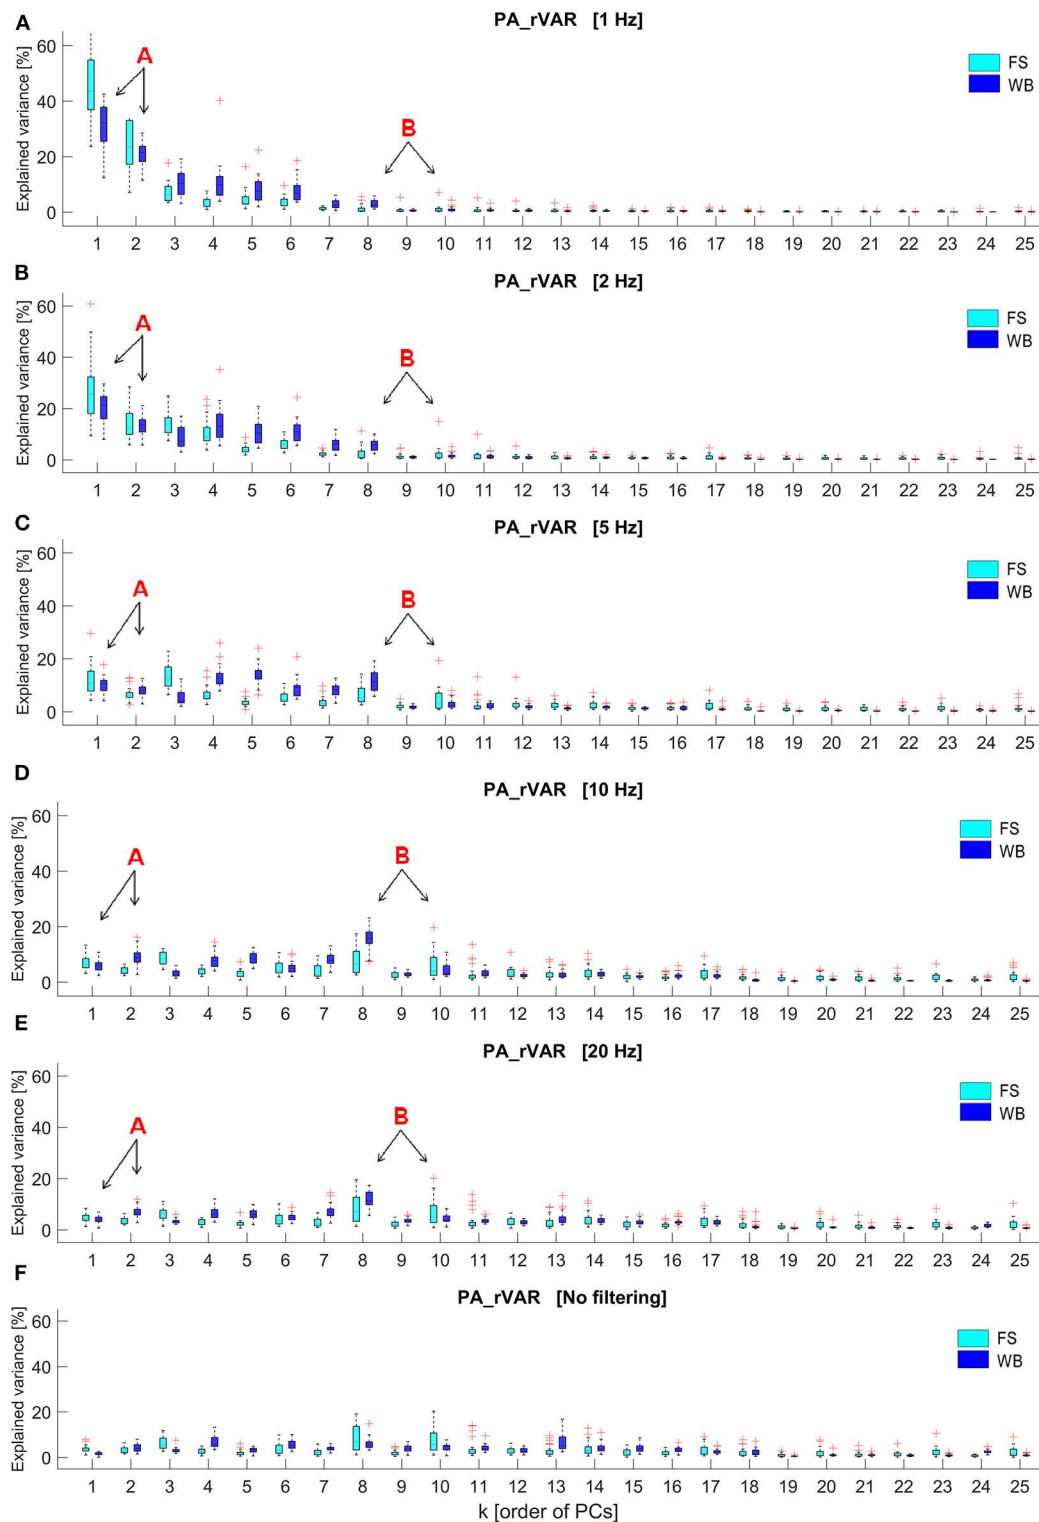 A
PA_rVAR [1 Hz]
Explained variance [%]
60
40
20
0
A
B
FS
WB
1 2 3 4 5 6 7 8 9 10 11 12 13 14 15 16 17 18 19 20 21 22 23 24 25
B
PA_rVAR [2 Hz]
Explained variance [%]
60
40
20
0
A
B
FS
WB
1 2 3 4 5 6 7 8 9 10 11 12 13 14 15 16 17 18 19 20 21 22 23 24 25
C
PA_rVAR [5 Hz]
Explained variance [%]
60
40
20
0
A
B
FS
WB
1 2 3 4 5 6 7 8 9 10 11 12 13 14 15 16 17 18 19 20 21 22 23 24 25
D
PA_rVAR [10 Hz]
Explained variance [%]
60
40
20
0
A
B
FS
WB
1 2 3 4 5 6 7 8 9 10 11 12 13 14 15 16 17 18 19 20 21 22 23 24 25
E
PA_rVAR [20 Hz]
Explained variance [%]
60
40
20
0
A
B
FS
WB
1 2 3 4 5 6 7 8 9 10 11 12 13 14 15 16 17 18 19 20 21 22 23 24 25
F
PA_rVAR [No filtering]
Explained variance [%]
60
40
20
0
FS
WB
1 2 3 4 5 6 7 8 9 10 11 12 13 14 15 16 17 18 19 20 21 22 23 24 25
k [order of PCs]